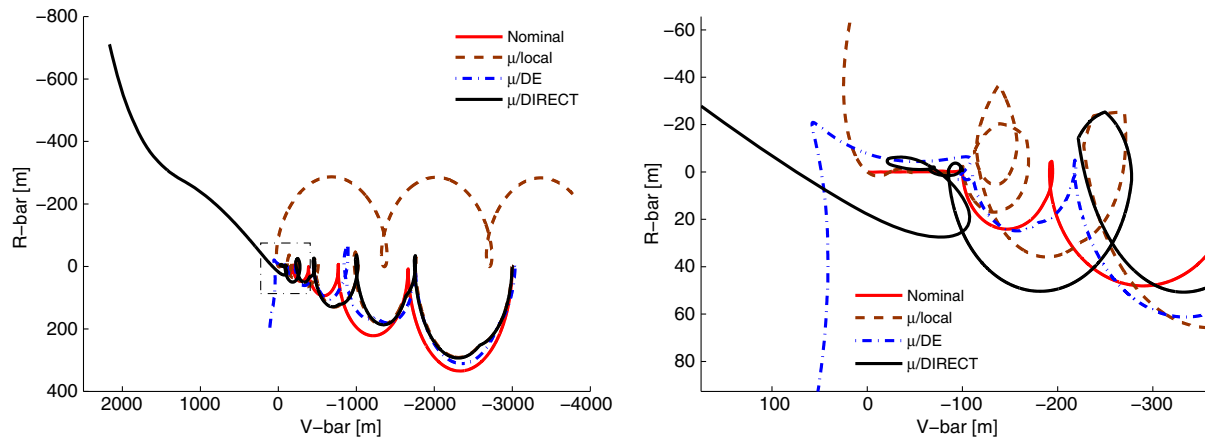 −800
−600
−400
−200
0
200
400
R−bar [m]
2000
1000
0
−1000
−2000
−3000
−4000
V−bar [m]
Nominal
μ/local
μ/DE
μ/DIRECT
−60
−40
−20
0
20
40
60
80
R−bar [m]
100
0
−100
−200
−300
V−bar [m]
Nominal
μ/local
μ/DE
μ/DIRECT